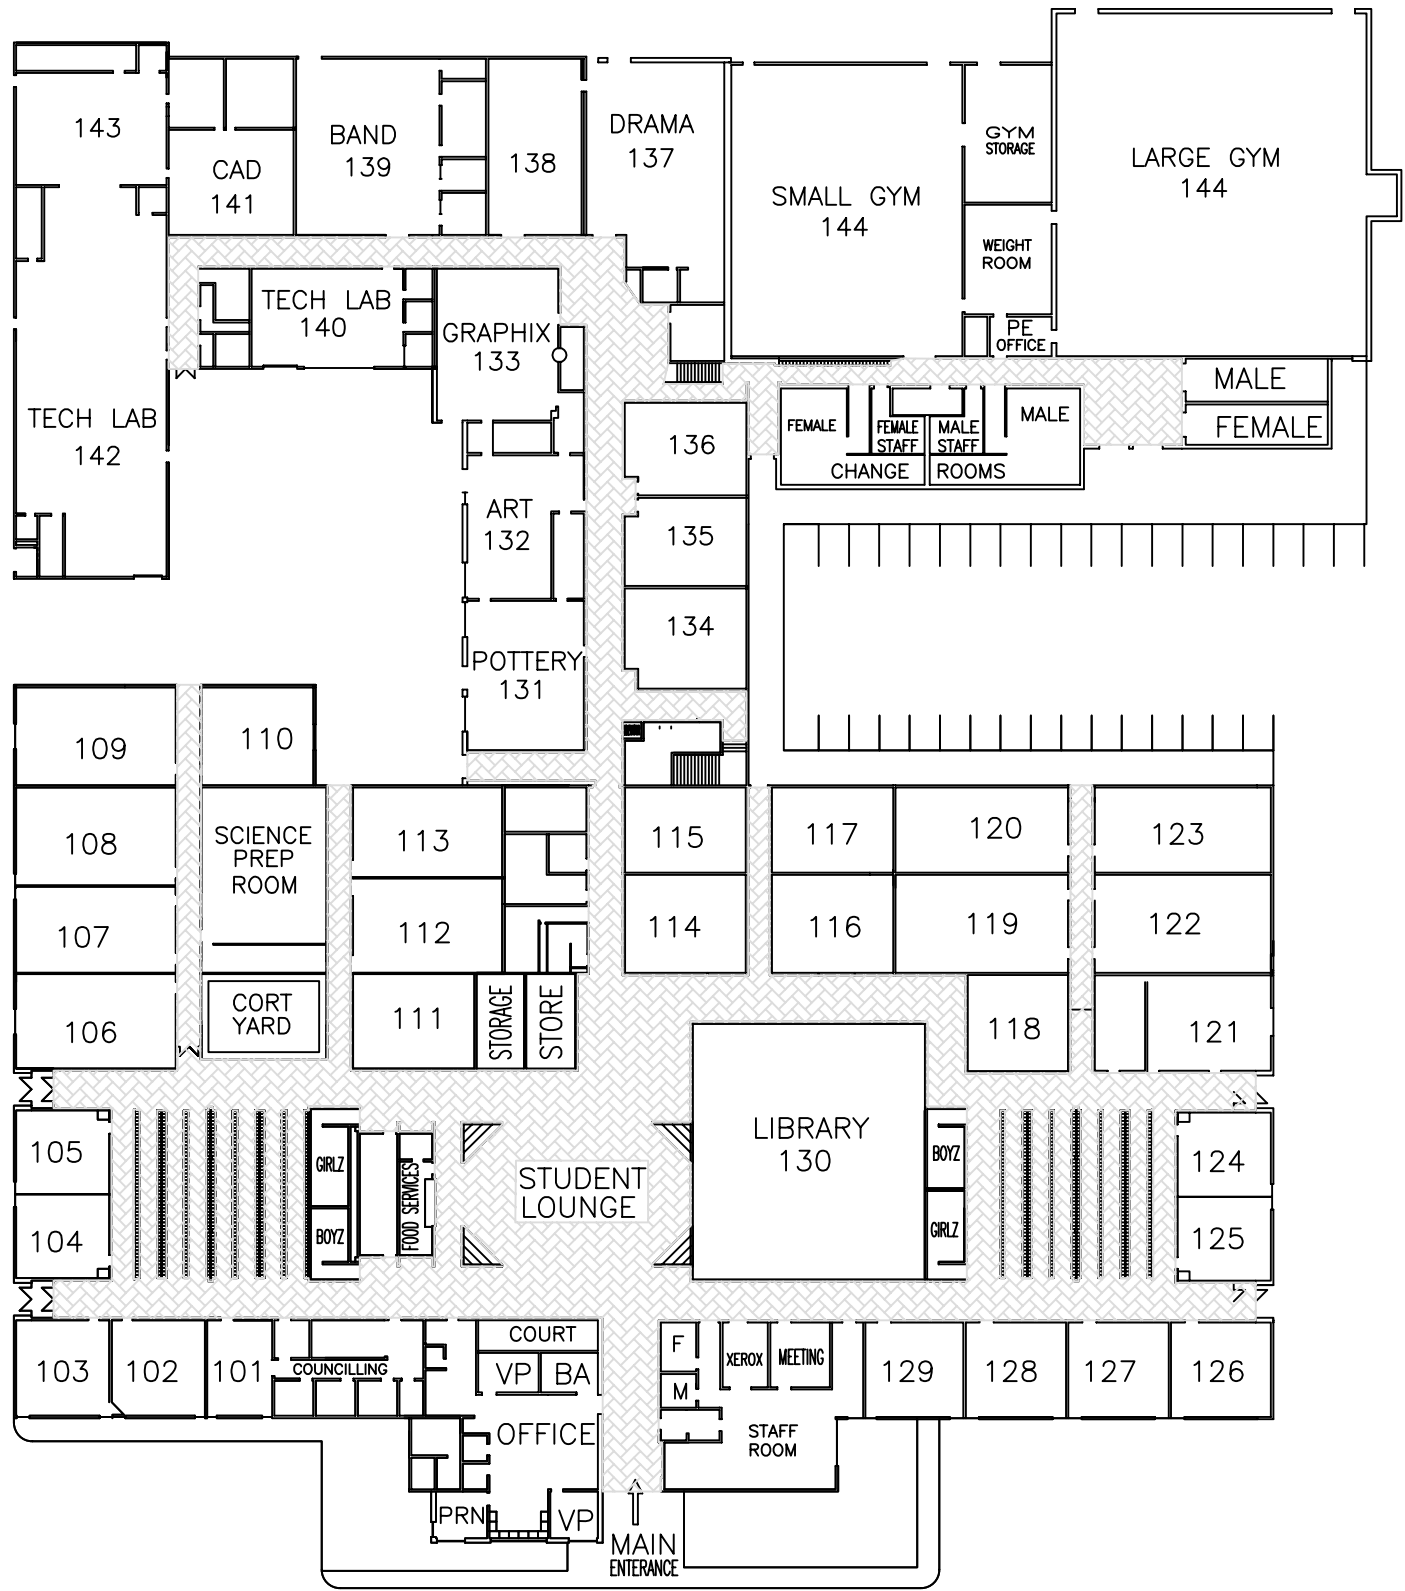 143
CAD
141
BAND
139
138
DRAMA
137
SMALL GYM
144
GYM
STORAGE
LARGE GYM
144
WEIGHT
ROOM
PE
OFFICE
TECH LAB
140
GRAPHIX
133
MALE
FEMALE
TECH LAB
142
136
FEMALE
FEMALE
STAFF
MALE
STAFF
MALE
CHANGE ROOMS
ART
132
135
134
POTTERY
131
109
110
108
SCIENCE
PREP
ROOM
113
115
117
120
123
107
112
114
116
119
122
106
CORT
YARD
111
STORAGE
STORE
118
121
105
GIRLZ
FOOD SERVICES
STUDENT
LOUNGE
LIBRARY
130
BOYZ
124
104
BOYZ
GIRLZ
125
103
102
101
COUNCILLING
COURT
VP
BA
OFFICE
F
M
XEROX
MEETING
STAFF
ROOM
129
128
127
126
PRN
VP
MAIN
ENTERANCE